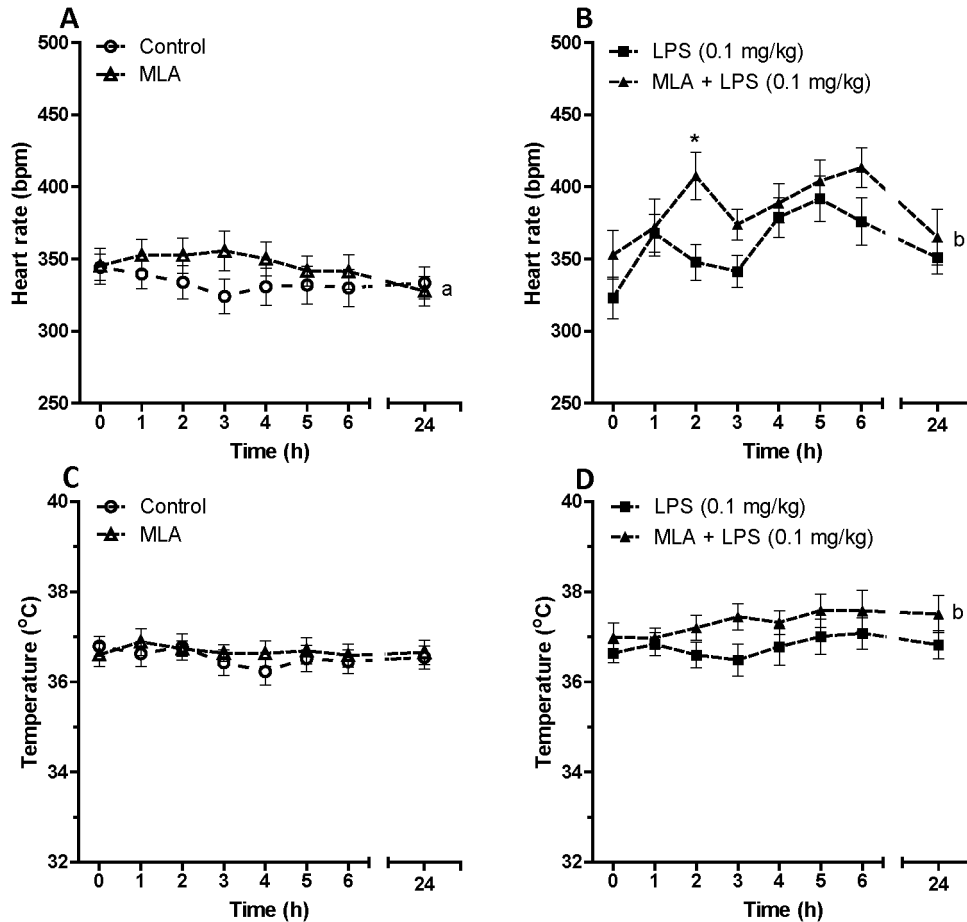 A
Control
MLA
500
450
400
350
300
250
Heart rate (bpm)
a
0 1 2 3 4 5 6 24
Time (h)
B
LPS (0.1 mg/kg)
MLA + LPS (0.1 mg/kg)
500
450
400
350
300
250
Heart rate (bpm)
*
b
0 1 2 3 4 5 6 24
Time (h)
C
Control
MLA
40
38
36
34
32
Temperature (°C)
0 1 2 3 4 5 6 24
Time (h)
D
LPS (0.1 mg/kg)
MLA + LPS (0.1 mg/kg)
40
38
36
34
32
Temperature (°C)
b
0 1 2 3 4 5 6 24
Time (h)